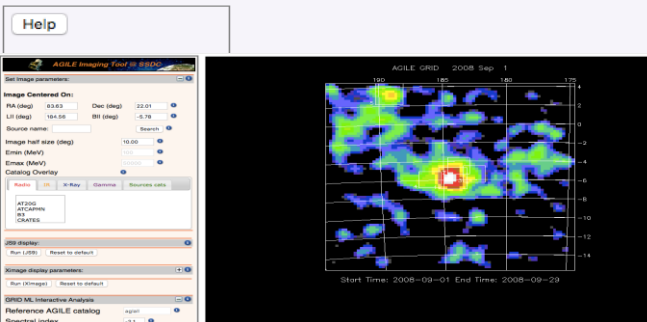 Help
AGILE Imaging Tool @ SSDC
Set image parameters:
Image Centered On:
RA (deg) 83.63 Dec (deg) 22.01
LII (deg) 184.56 BII (deg) -5.78
Source name: Search
Image half size (deg) 10.00
Emin (MeV)
Emax (MeV)
Catalog Overlay
Radio IR X-Ray Gamma Sources cats
AT20G
ATCAPMN
B3
CRATES
JS9 display:
Run (JS9) Reset to default
Ximage display parameters:
Run (Ximage) Reset to default
GRID ML Interactive Analysis
Reference AGILE catalog
Spectral index -2.1
AGILE GRID 2008 Sep 1
190 185 180 175
4
2
0
-2
-4
-6
-8
-10
-12
-14
Start Time: 2008-09-01 End Time: 2008-09-29